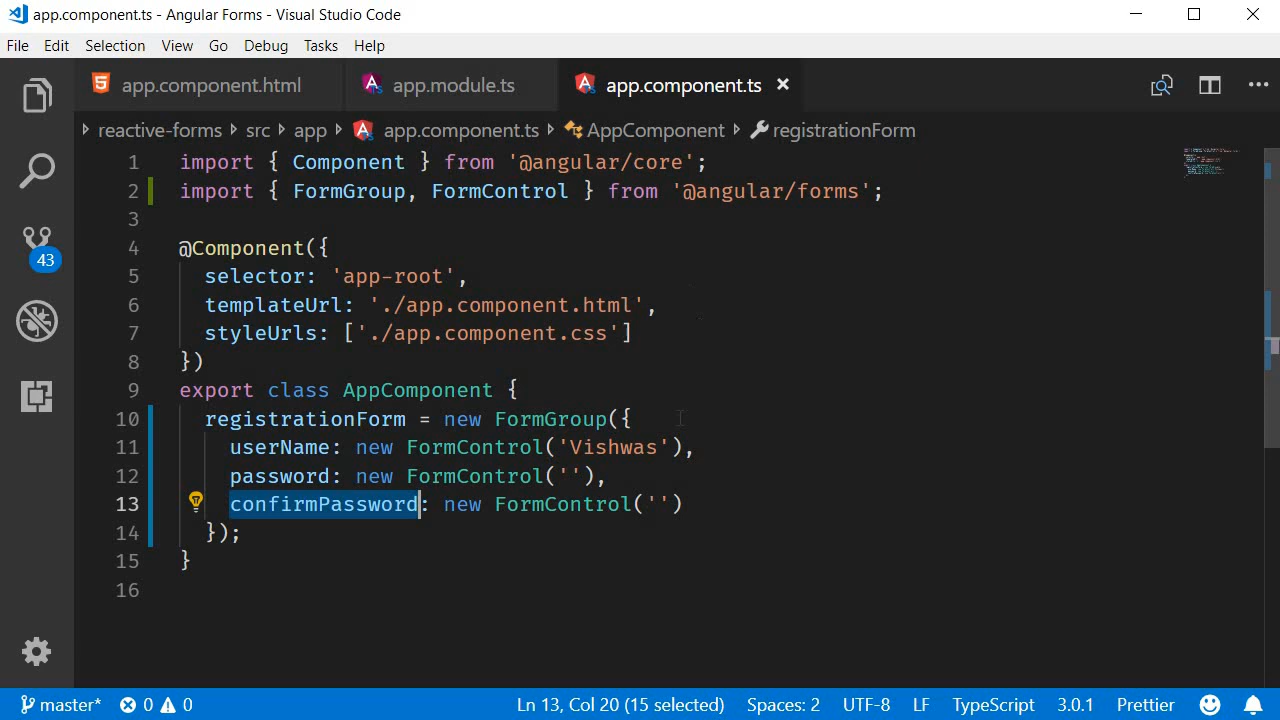 app.component.ts - Angular Forms - Visual Studio Code
File Edit Selection View Go Debug Tasks Help
app.component.html app.module.ts app.component.ts
reactive-forms src app app.component.ts AppComponent registrationForm
1 import { Component } from '@angular/core';
2 import { FormGroup, FormControl } from '@angular/forms';
3
4 @Component({
5 selector: 'app-root',
6 templateUrl: './app.component.html',
7 styleUrls: ['./app.component.css']
8 })
9 export class AppComponent {
10 registrationForm = new FormGroup({
11 userName: new FormControl('Vishwas'),
12 password: new FormControl(''),
13 confirmPassword: new FormControl('')
14 });
15 }
16
43
master* 0 0 Ln 13, Col 20 (15 selected) Spaces: 2 UTF-8 LF TypeScript 3.0.1 Prettier